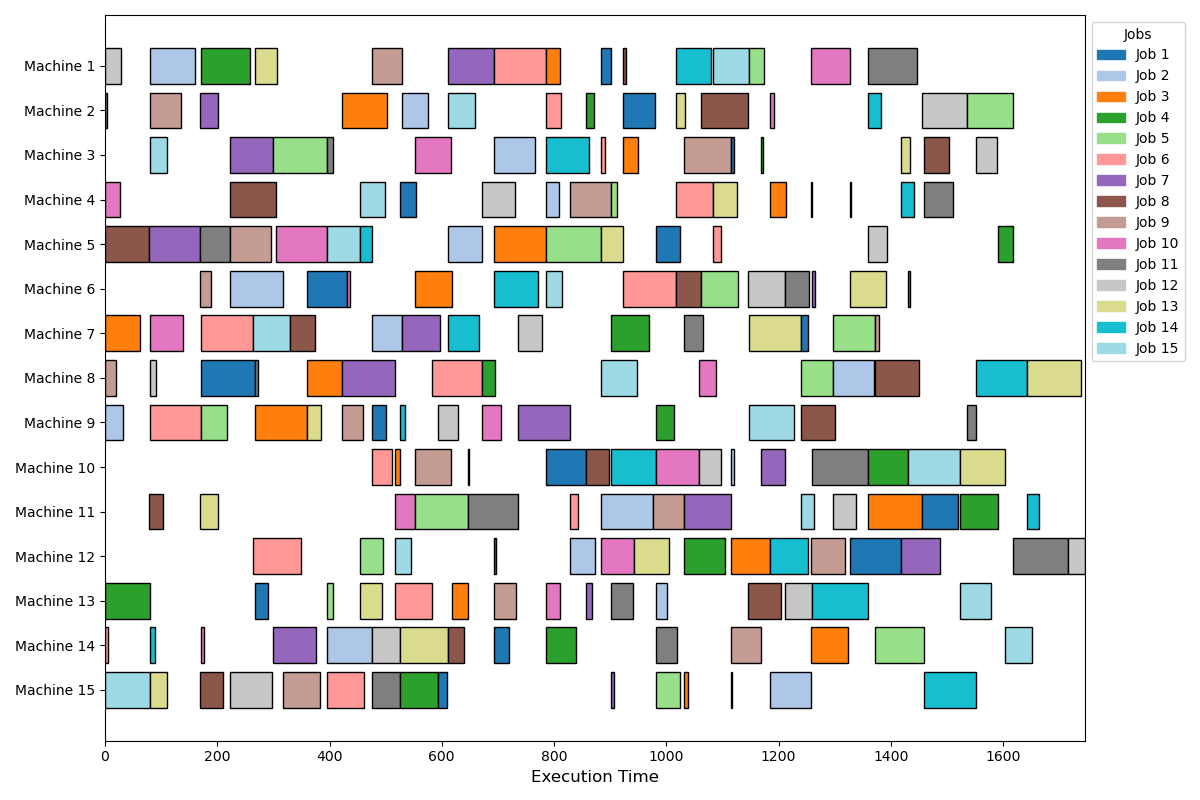 Machine 1
Machine 2
Machine 3
Machine 4
Machine 5
Machine 6
Machine 7
Machine 8
Machine 9
Machine 10
Machine 11
Machine 12
Machine 13
Machine 14
Machine 15
0 200 400 600 800 1000 1200 1400 1600
Execution Time
Jobs
Job 1
Job 2
Job 3
Job 4
Job 5
Job 6
Job 7
Job 8
Job 9
Job 10
Job 11
Job 12
Job 13
Job 14
Job 15